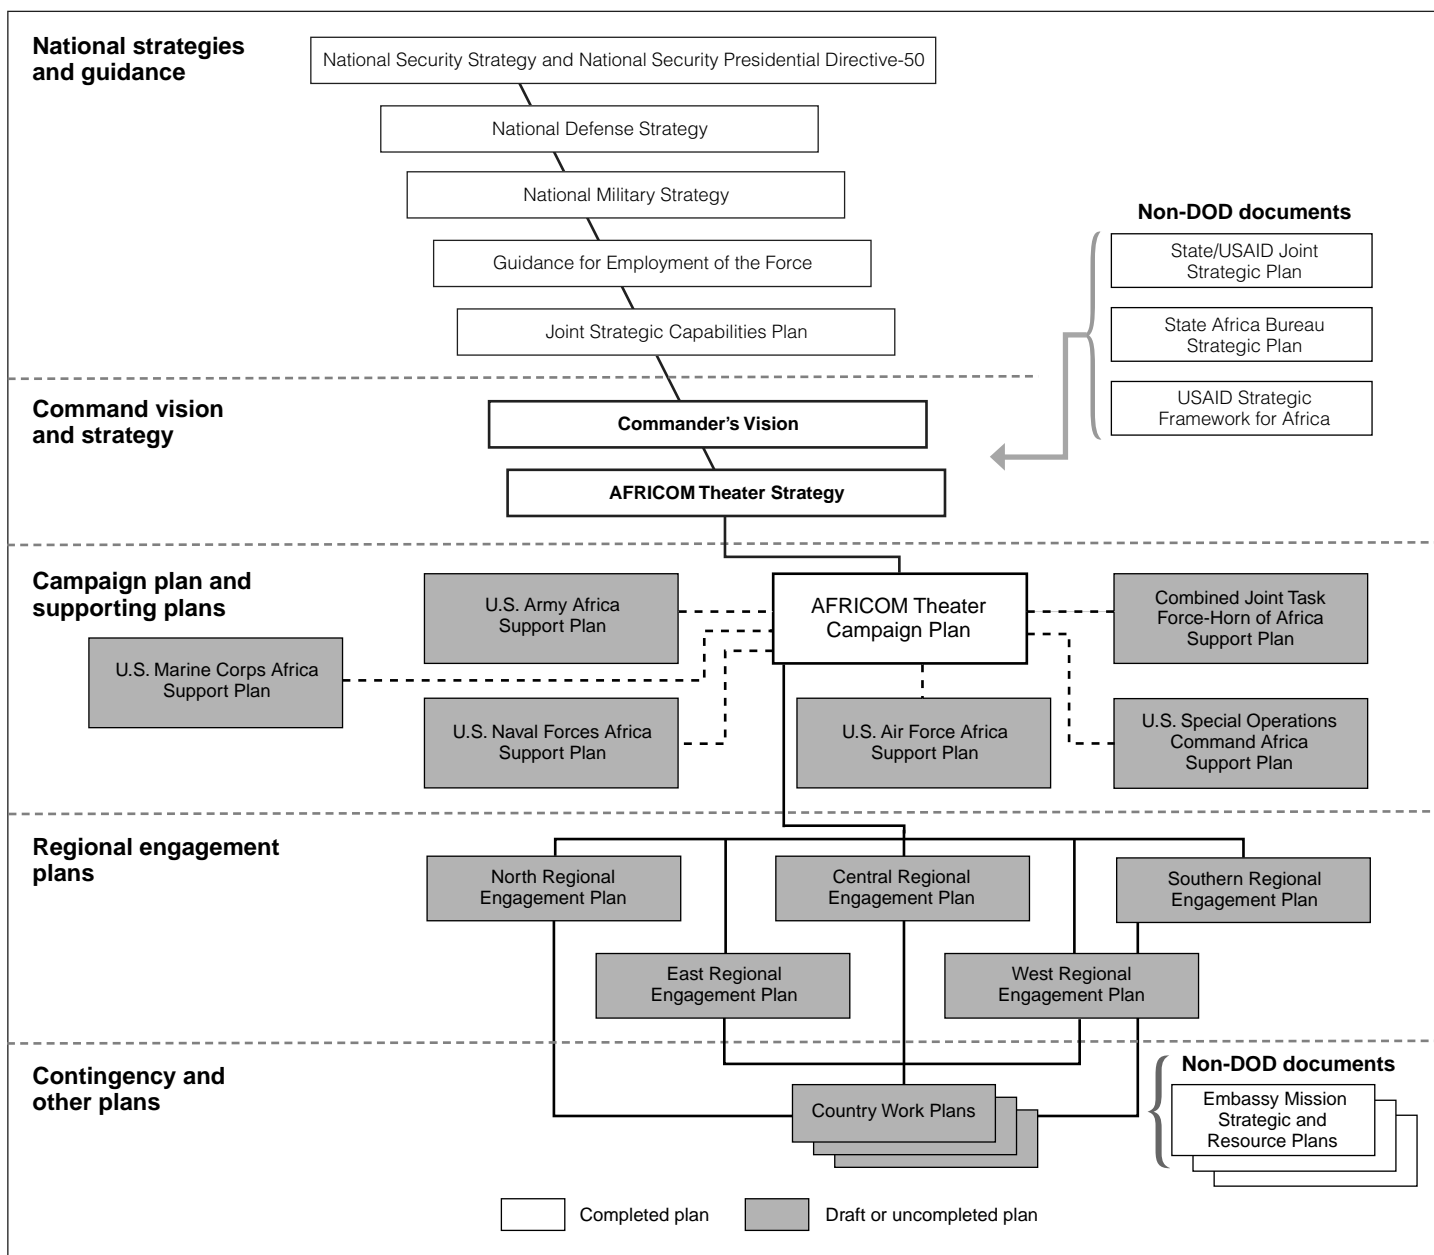 National strategies
and guidance
National Security Strategy and National Security Presidential Directive-50
National Defense Strategy
National Military Strategy
Guidance for Employment of the Force
Joint Strategic Capabilities Plan
Non-DOD documents
State/USAID Joint
Strategic Plan
State Africa Bureau
Strategic Plan
USAID Strategic
Framework for Africa
Command vision
and strategy
Commander's Vision
AFRICOM Theater Strategy
Campaign plan and
supporting plans
U.S. Army Africa
Support Plan
AFRICOM Theater
Campaign Plan
Combined Joint Task
Force-Horn of Africa
Support Plan
U.S. Marine Corps Africa
Support Plan
U.S. Naval Forces Africa
Support Plan
U.S. Air Force Africa
Support Plan
U.S. Special Operations
Command Africa
Support Plan
Regional engagement
plans
North Regional
Engagement Plan
Central Regional
Engagement Plan
Southern Regional
Engagement Plan
East Regional
Engagement Plan
West Regional
Engagement Plan
Contingency and
other plans
Country Work Plans
Non-DOD documents
Embassy Mission
Strategic and
Resource Plans
Completed plan
Draft or uncompleted plan